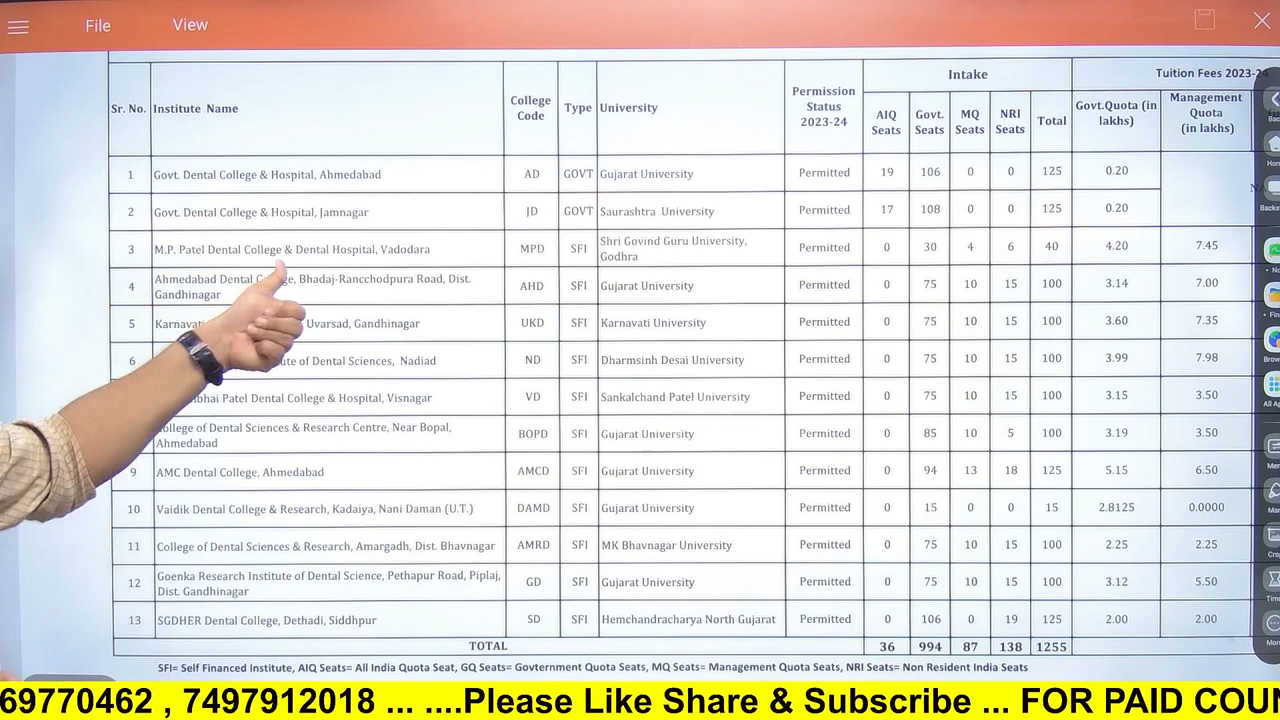 File View
Intake Tuition Fees 2023-24
Sr. No. Institute Name College Code Type University Permission Status 2023-24 AIQ Seats Govt. Seats MQ Seats NRI Seats Total Govt.Quota (in lakhs) Management Quota (in lakhs)
1 Govt. Dental College & Hospital, Ahmedabad AD GOVT Gujarat University Permitted 19 106 0 0 125 0.20
2 Govt. Dental College & Hospital, Jamnagar JD GOVT Saurashtra University Permitted 17 108 0 0 125 0.20
3 M.P. Patel Dental College & Dental Hospital, Vadodara MPD SFI Shri Govind Guru University, Godhra Permitted 0 30 4 6 40 4.20 7.45
4 Ahmedabad Dental Bhadaj-Rancchodpura Road, Dist. Gandhinagar AHD SFI Gujarat University Permitted 0 75 10 15 100 3.14 7.00
5 Uvarsad, Gandhinagar UKD SFI Karnavati University Permitted 0 75 10 15 100 3.60 7.35
6 of Dental Sciences, Nadiad ND SFI Dharmsinh Desai University Permitted 0 75 10 15 100 3.99 7.98
Patel Dental College & Hospital, Visnagar VD SFI Sankalchand Patel University Permitted 0 75 10 15 100 3.15 3.50
of Dental Sciences & Research Centre, Near Bopal, Ahmedabad BOPD SFI Gujarat University Permitted 0 85 10 5 100 3.19 3.50
9 AMC Dental College, Ahmedabad AMCD SFI Gujarat University Permitted 0 94 13 18 125 5.15 6.50
10 Vaidik Dental College & Research, Kadaiya, Nani Daman (U.T.) DAMD SFI Gujarat University Permitted 0 15 0 0 15 2.8125 0.0000
11 College of Dental Sciences & Research, Amargadh, Dist. Bhavnagar AMRD SFI MK Bhavnagar University Permitted 0 75 10 15 100 2.25 2.25
12 Goenka Research Institute of Dental Science, Pethapur Road, Piplaj, Dist. Gandhinagar GD SFI Gujarat University Permitted 0 75 10 15 100 3.12 5.50
13 SGDHER Dental College, Dethadi, Siddhpur SD SFI Hemchandracharya North Gujarat Permitted 0 106 0 19 125 2.00 2.00
TOTAL 36 994 87 138 1255
SFI= Self Financed Institute, AIQ Seats= All India Quota Seat, GQ Seats= Govterment Quota Seats, MQ Seats= Management Quota Seats, NRI Seats= Non Resident India Seats
69770462 , 7497912018 ... ....Please Like Share & Subscribe ... FOR PAID COU